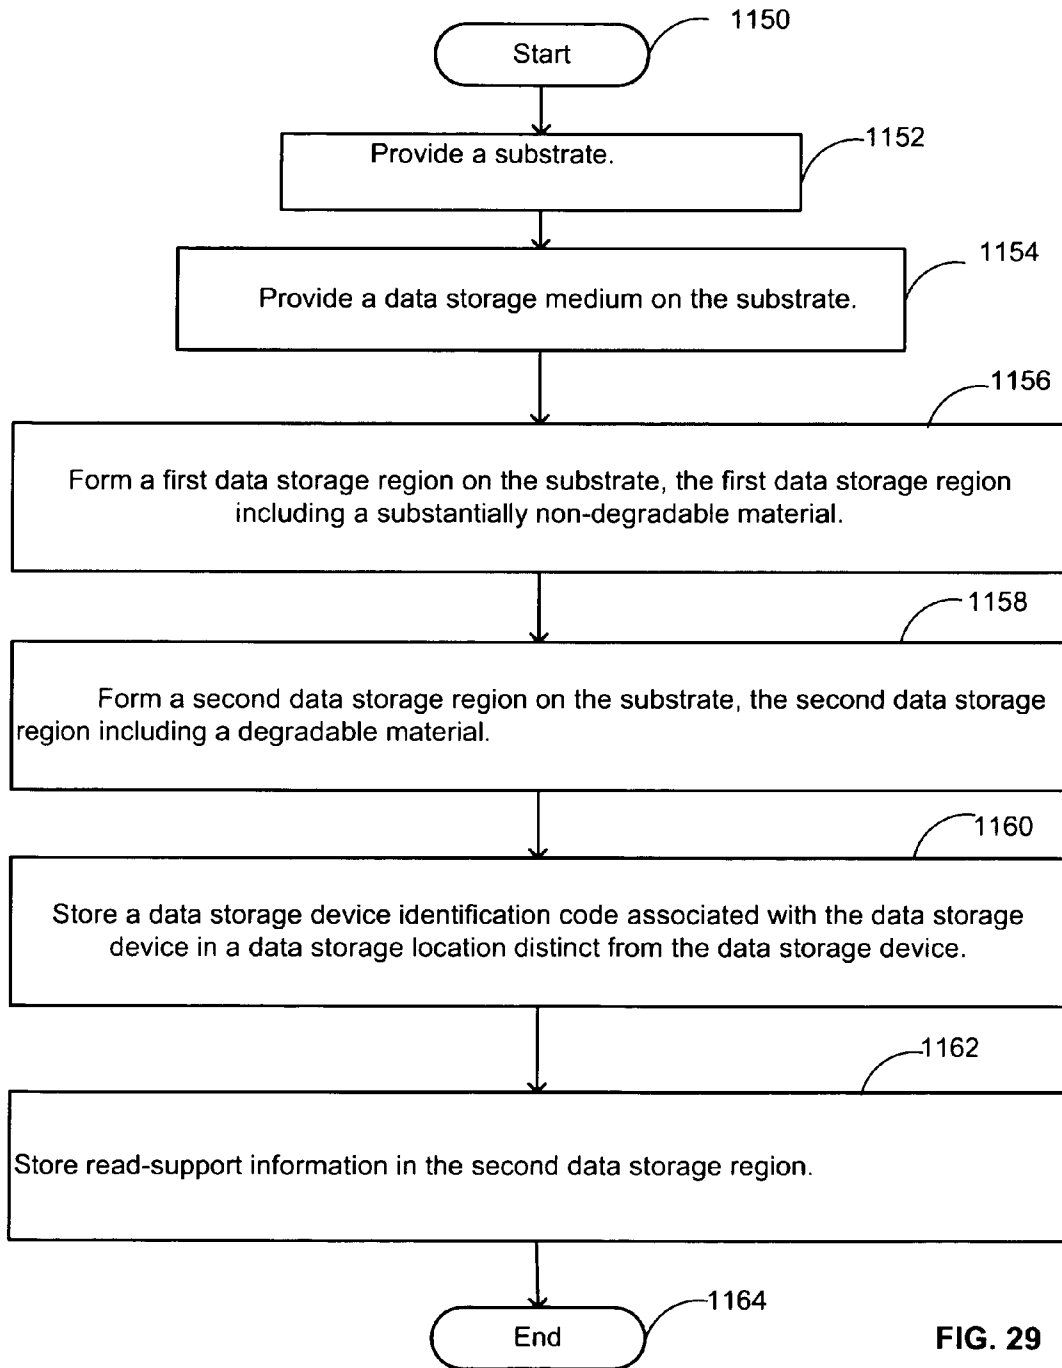 1150
Start
1152
Provide a substrate.
1154
Provide a data storage medium on the substrate.
1156
Form a first data storage region on the substrate, the first data storage region
including a substantially non-degradable material.
1158
Form a second data storage region on the substrate, the second data storage
region including a degradable material.
1160
Store a data storage device identification code associated with the data storage
device in a data storage location distinct from the data storage device.
1162
Store read-support information in the second data storage region.
1164
End
FIG. 29